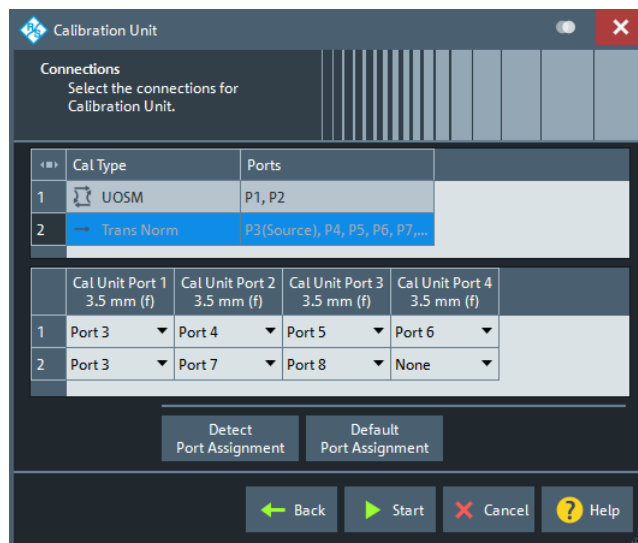 Calibration Unit
Connections
Select the connections for
Calibration Unit.
Cal Type Ports
1 UOSM P1, P2
2 Trans Norm P3(Source), P4, P5, P6, P7,...
Cal Unit Port 1 Cal Unit Port 2 Cal Unit Port 3 Cal Unit Port 4
3.5 mm (f) 3.5 mm (f) 3.5 mm (f) 3.5 mm (f)
1 Port 3 Port 4 Port 5 Port 6
2 Port 3 Port 7 Port 8 None
Detect Default
Port Assignment Port Assignment
Back Start Cancel ? Help